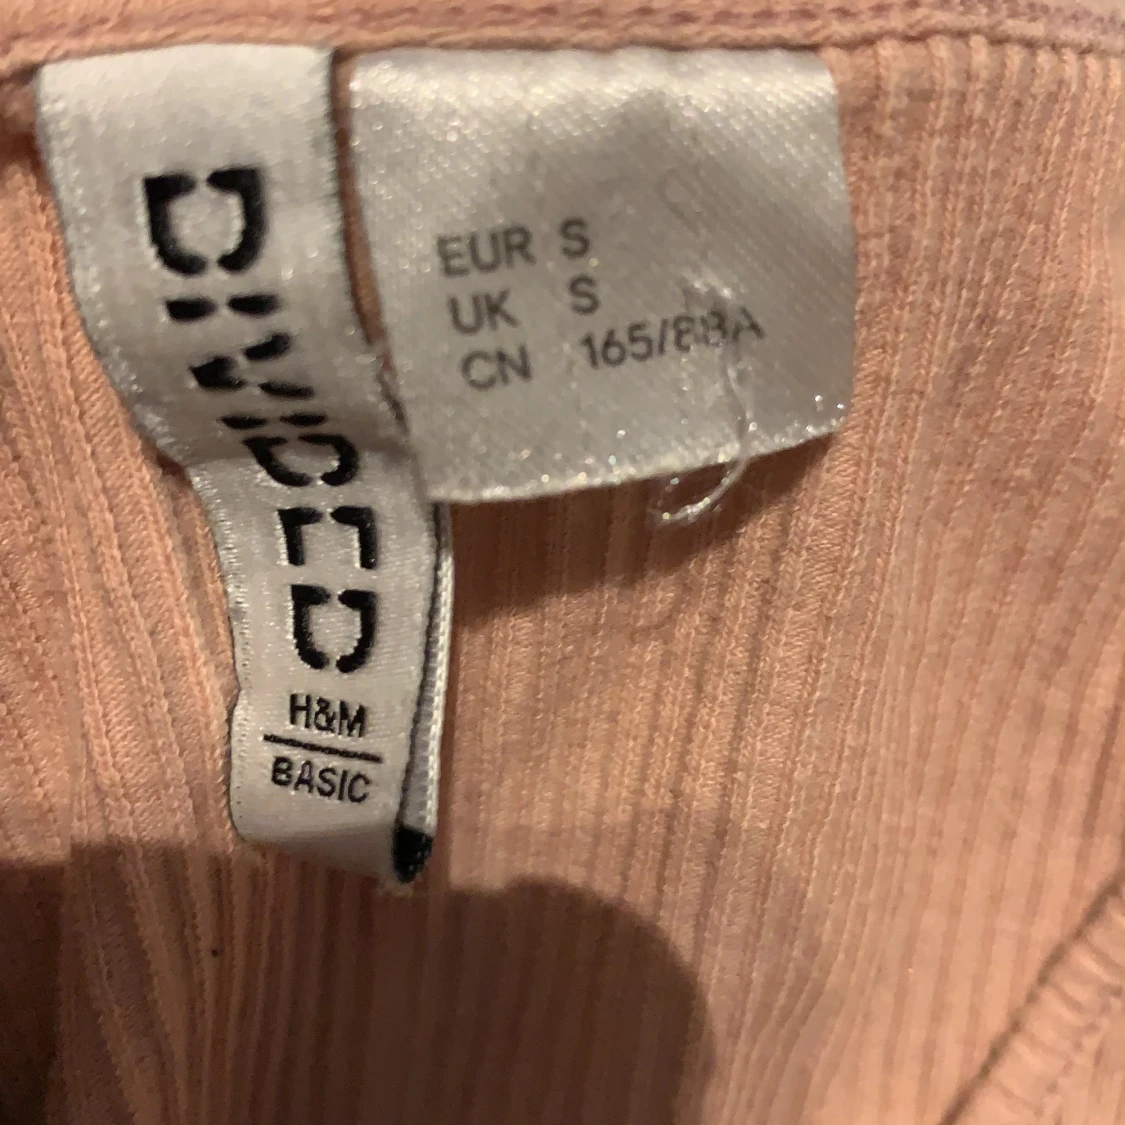 DIVIDED
H&M
BASIC
EUR S
UK S
CN 165/88A